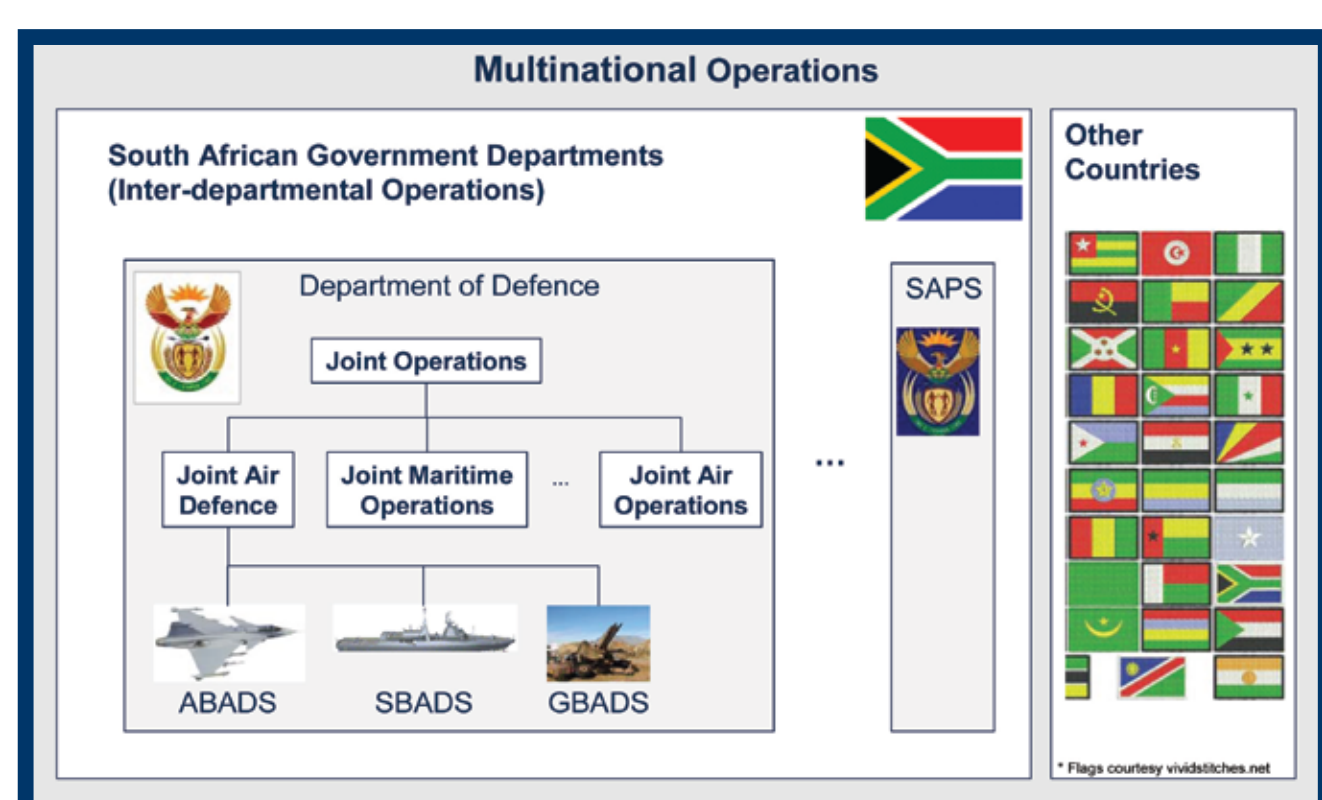 Multinational Operations
South African Government Departments
(Inter-departmental Operations)
Other
Countries
Department of Defence
SAPS
Joint Operations
Joint Air
Defence
Joint Maritime
Operations
...
Joint Air
Operations
...
ABADS
SBADS
GBADS
* Flags courtesy vividstitches.net